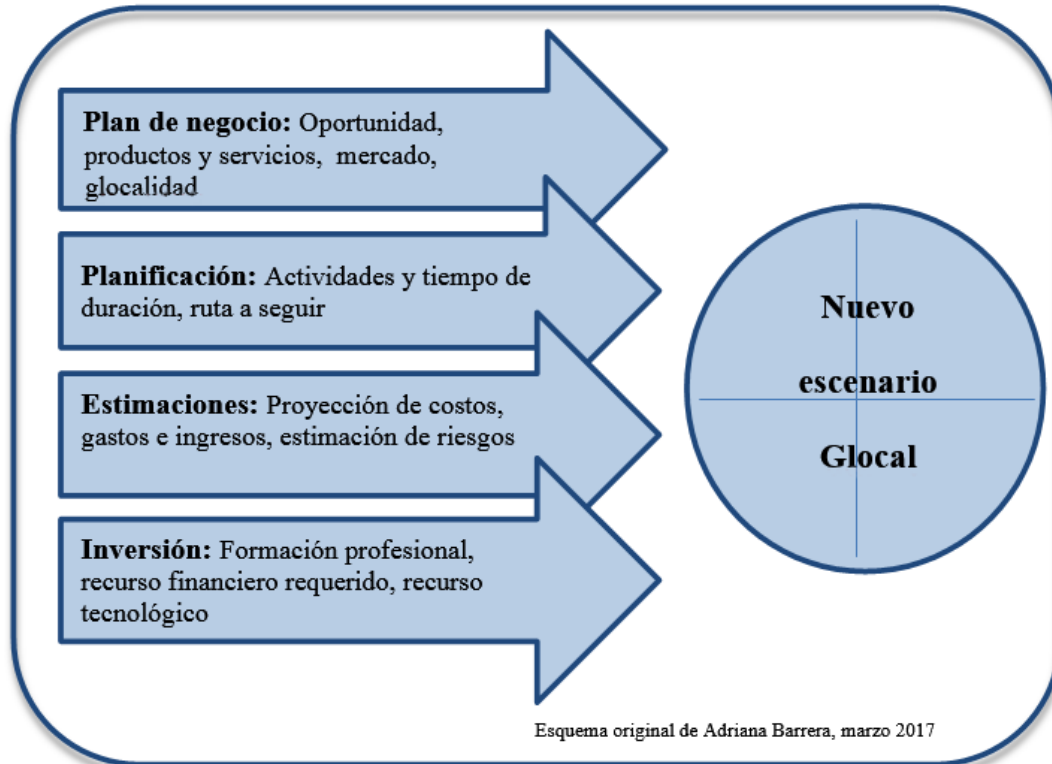 Plan de negocio: Oportunidad,
productos y servicios, mercado,
glocalidad
Planificación: Actividades y tiempo de
duración, ruta a seguir
Estimaciones: Proyección de costos,
gastos e ingresos, estimación de riesgos
Inversión: Formación profesional,
recurso financiero requerido, recurso
tecnológico
Nuevo
escenario
Glocal
Esquema original de Adriana Barrera, marzo 2017